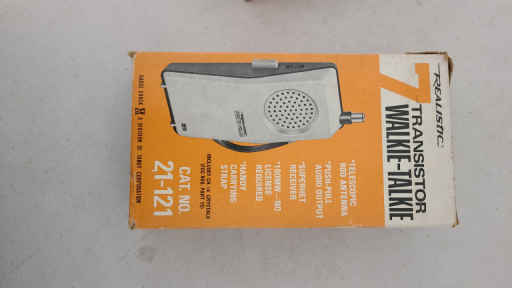 REALISTIC
7 TRANSISTOR
WALKIE-TALKIE
*TELESCOPIC
ROD ANTENNA
*PUSH-PULL
AUDIO OUTPUT
*SUPERHET
RECEIVER
*100MW—NO
LICENSE
REQUIRED
*HANDY
CARRYING
STRAP
CAT. NO.
21-121
RADIO SHACK A DIVISION OF TANDY CORPORATION